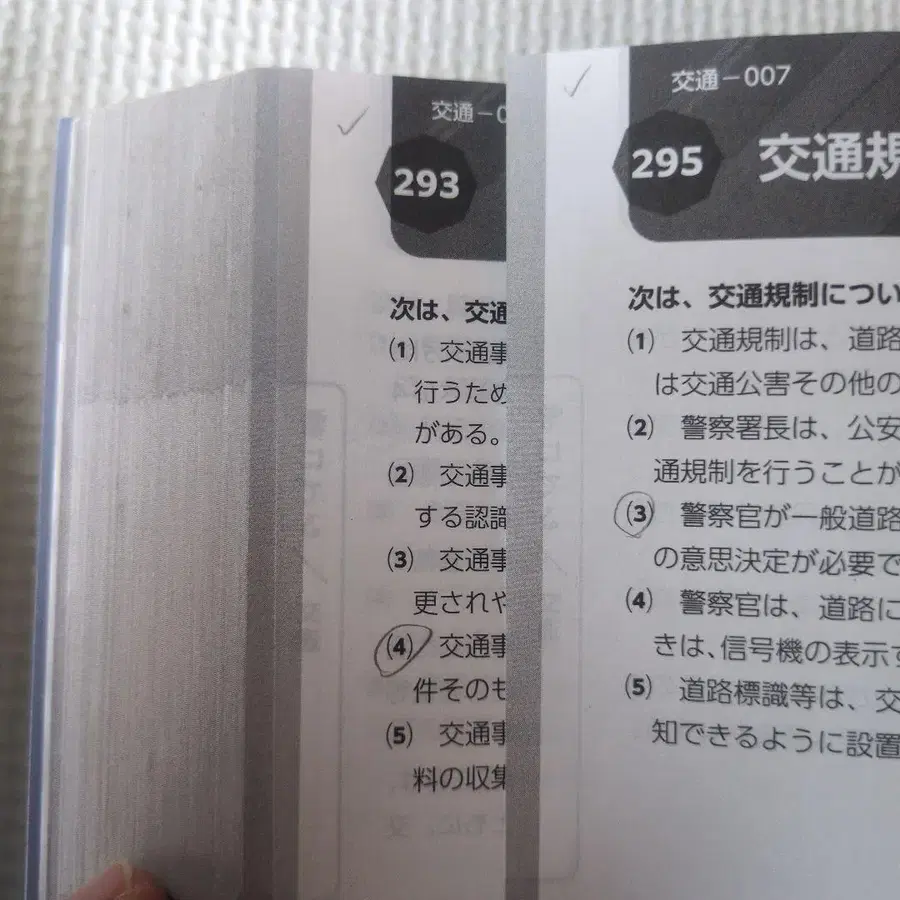 交通－0
293
次は、交通
(1) 交通事
行うため
がある。
(2) 交通事
する認識
(3) 交通事
更されや
(4) 交通事
件そのも
(5) 交通事
料の収集
交通－007
295 交通規
次は、交通規制につい
(1) 交通規制は、道路
は交通公害その他の
(2) 警察署長は、公安
通規制を行うことが
(3) 警察官が一般道路
の意思決定が必要で
(4) 警察官は、道路に
きは、信号機の表示す
(5) 道路標識等は、交
知できるように設置